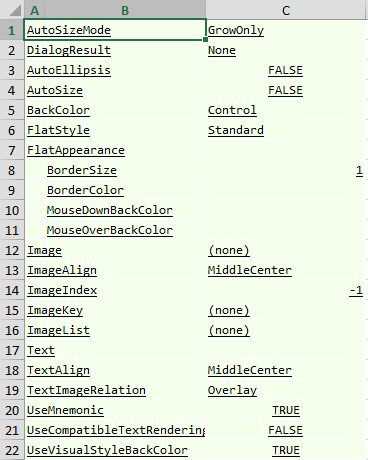 A B C
1 AutoSizeMode GrowOnly
2 DialogResult None
3 AutoEllipsis FALSE
4 AutoSize FALSE
5 BackColor Control
6 FlatStyle Standard
7 FlatAppearance
8 BorderSize 1
9 BorderColor
10 MouseDownBackColor
11 MouseOverBackColor
12 Image (none)
13 ImageAlign MiddleCenter
14 ImageIndex -1
15 ImageKey (none)
16 ImageList (none)
17 Text
18 TextAlign MiddleCenter
19 TextImageRelation Overlay
20 UseMnemonic TRUE
21 UseCompatibleTextRendering FALSE
22 UseVisualStyleBackColor TRUE